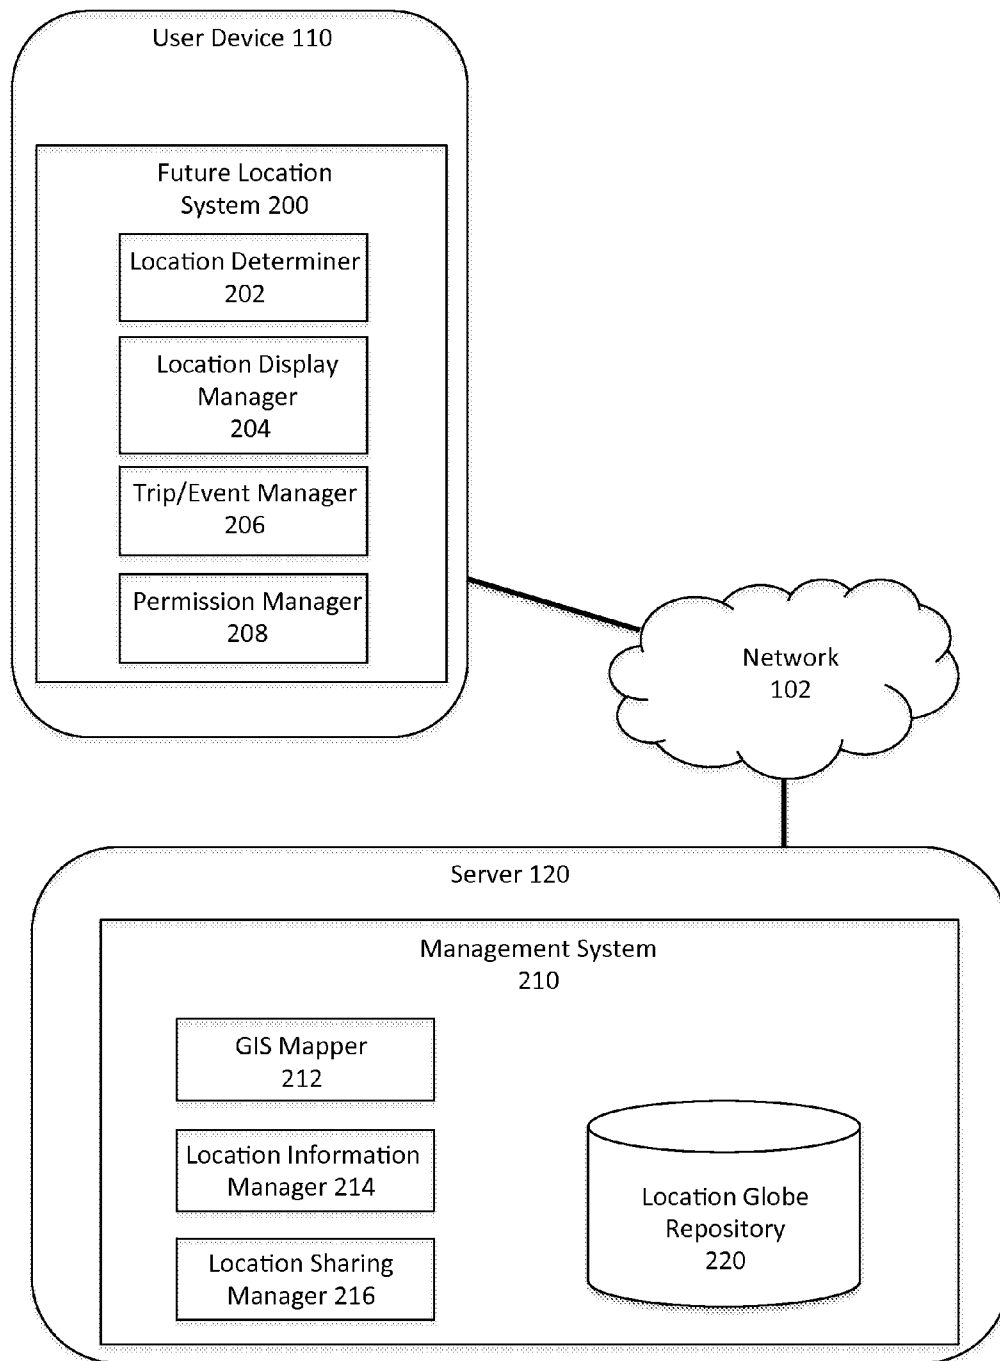 User Device 110
Future Location
System 200
Location Determiner
202
Location Display
Manager
204
Trip/Event Manager
206
Permission Manager
208
Network
102
Server 120
Management System
210
GIS Mapper
212
Location Information
Manager 214
Location Sharing
Manager 216
Location Globe
Repository
220